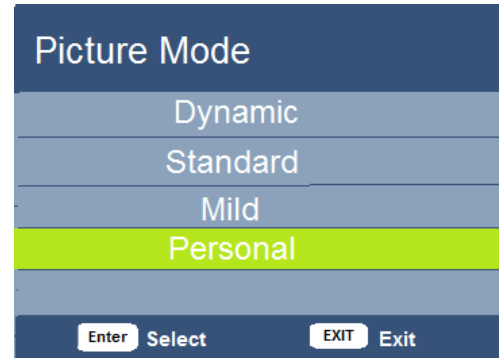 Picture Mode
Dynamic
Standard
Mild
Personal
Enter Select EXIT Exit